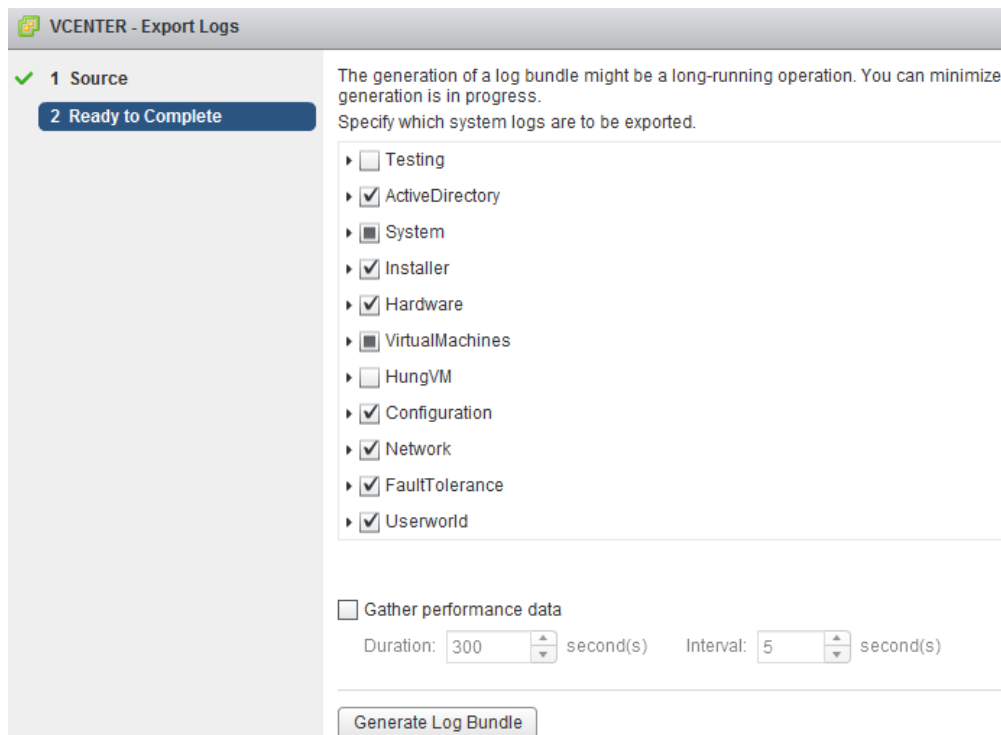 VCENTER - Export Logs
1 Source
2 Ready to Complete
The generation of a log bundle might be a long-running operation. You can minimize
generation is in progress.
Specify which system logs are to be exported.
Testing
ActiveDirectory
System
Installer
Hardware
VirtualMachines
HungVM
Configuration
Network
FaultTolerance
Userworld
Gather performance data
Duration: 300 second(s) Interval: 5 second(s)
Generate Log Bundle